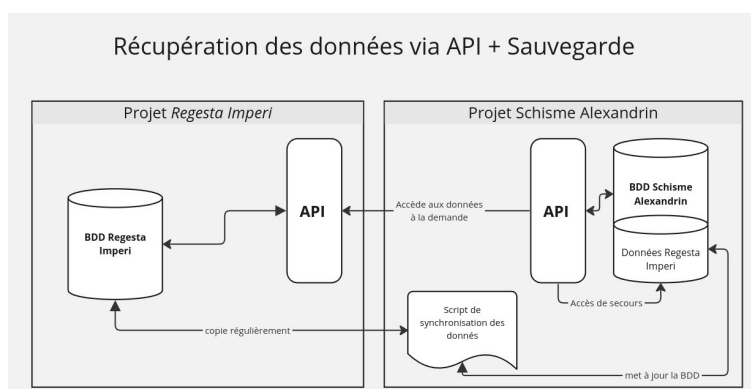 Récupération des données via API + Sauvegarde
Projet Regesta Imperi
Projet Schisme Alexandrin
BDD Regesta
Imperi
API
Accède aux données
à la demande
API
BDD Schisme
Alexandrin
Données Regesta
Imperi
Accès de secours
copie régulièrement
Script de
synchronisation des
donnés
met à jour la BDD